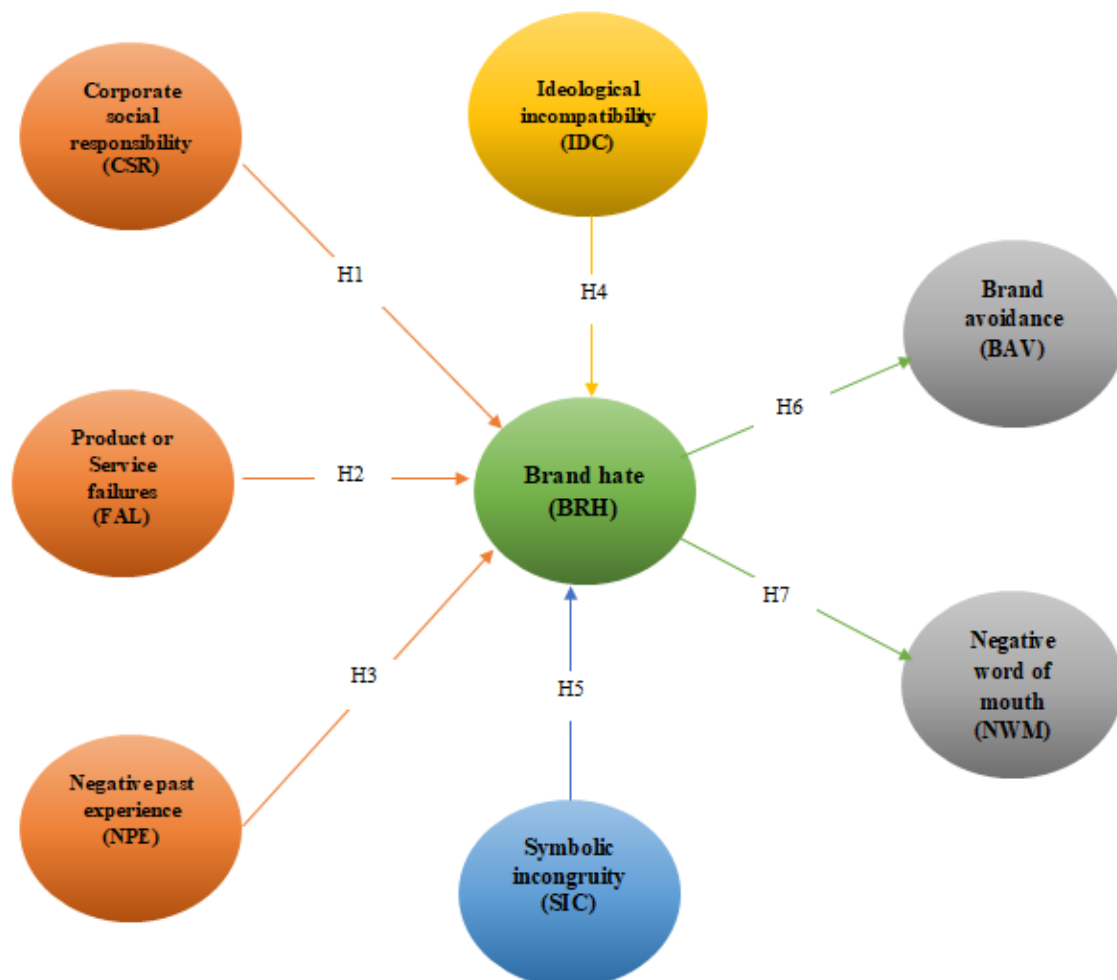 Corporate
social
responsibility
(CSR)
Ideological
incompatibility
(IDC)
H1
H4
Brand
avoidance
(BAV)
H6
Product or
Service
failures
(FAL)
H2
Brand hate
(BRH)
H7
H3
H5
Negative
word of
mouth
(NWM)
Negative past
experience
(NPE)
Symbolic
incongruity
(SIC)